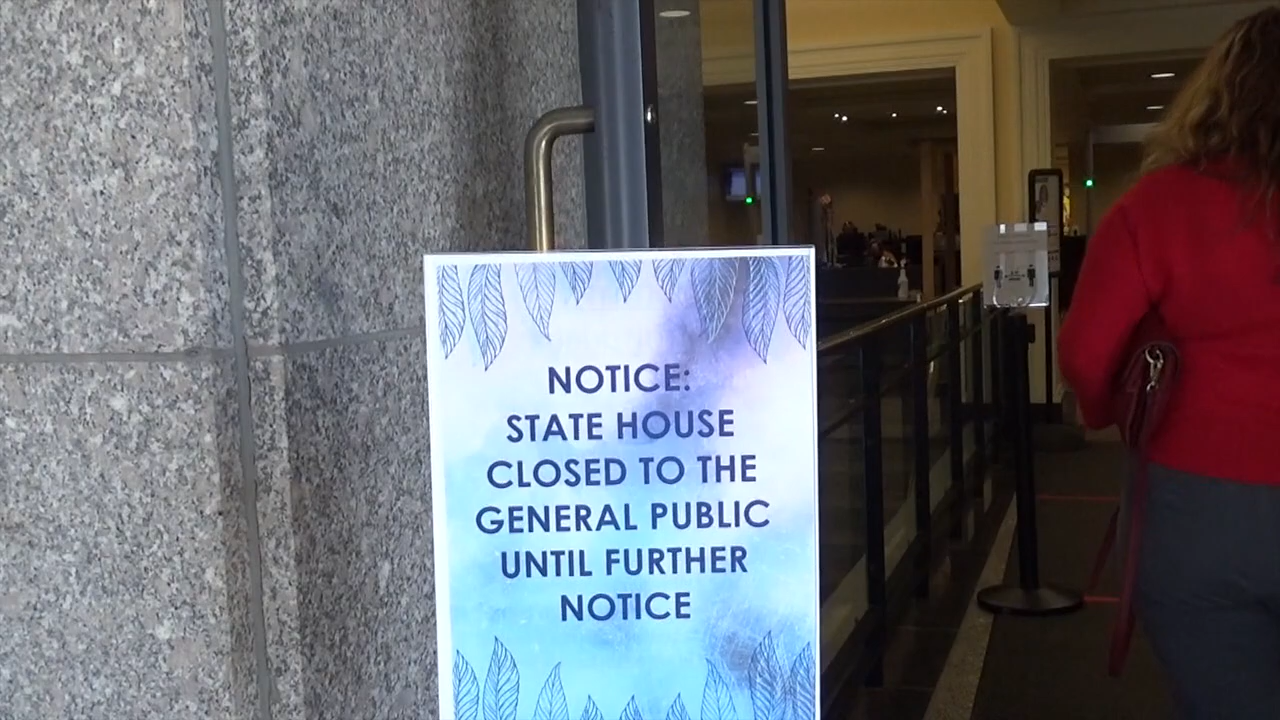 NOTICE:
STATE HOUSE
CLOSED TO THE
GENERAL PUBLIC
UNTIL FURTHER
NOTICE